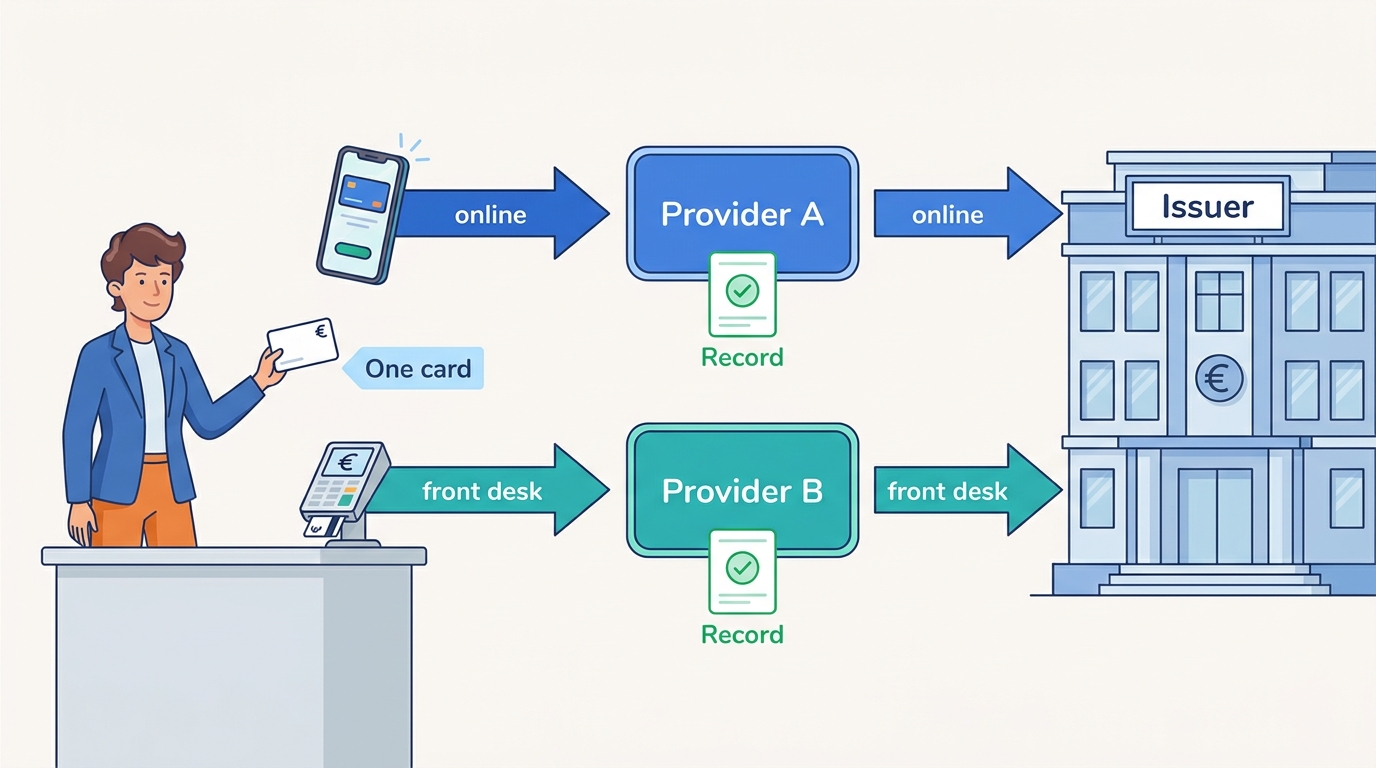 online
Provider A
online
Issuer
Record
€
One card
€
€
front desk
Provider B
front desk
€
Record